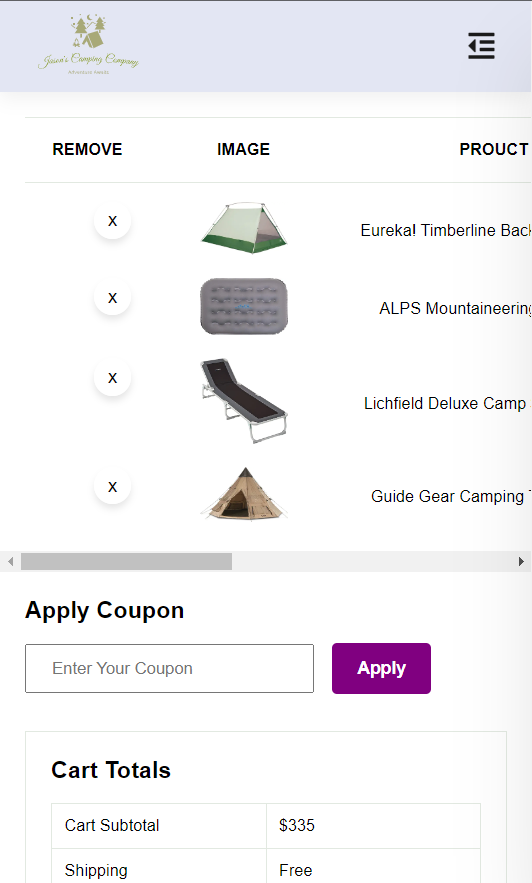 Jason's Camping Company
Adventure Awaits
REMOVE IMAGE PROUCT
x Eureka! Timberline Back
x ALPS Mountaineering
x Lichfield Deluxe Camp
x Guide Gear Camping
Apply Coupon
Enter Your Coupon Apply
Cart Totals
Cart Subtotal $335
Shipping Free